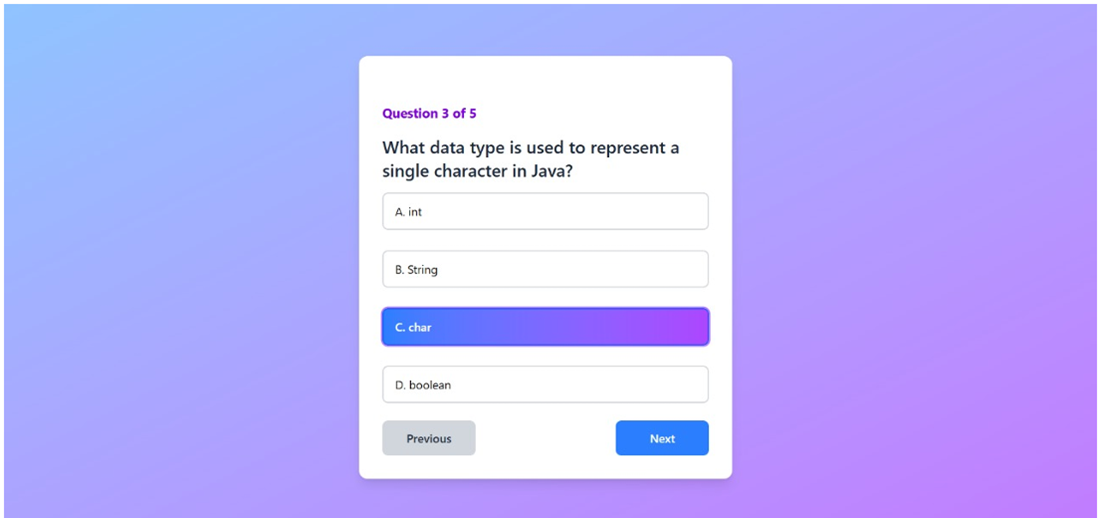 Question 3 of 5
What data type is used to represent a
single character in Java?
A. int
B. String
C. char
D. boolean
Previous
Next